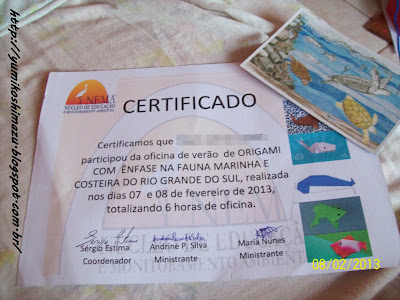 http://yumikoshimazu.blogspot.com.br/
NEMA
NÚCLEO DE EDUCAÇÃO
E MONITORAMENTO AMBIENTAL
CERTIFICADO
Certificamos que
participou da oficina de verão de ORIGAMI
COM ÊNFASE NA FAUNA MARINHA E
COSTEIRA DO RIO GRANDE DO SUL, realizada
nos dias 07 e 08 de fevereiro de 2013,
totalizando 6 horas de oficina.
Sérgio Estima
Coordenador
Andrine P. Silva
Ministrante
Maria Nunes
Ministrante
08/02/2013